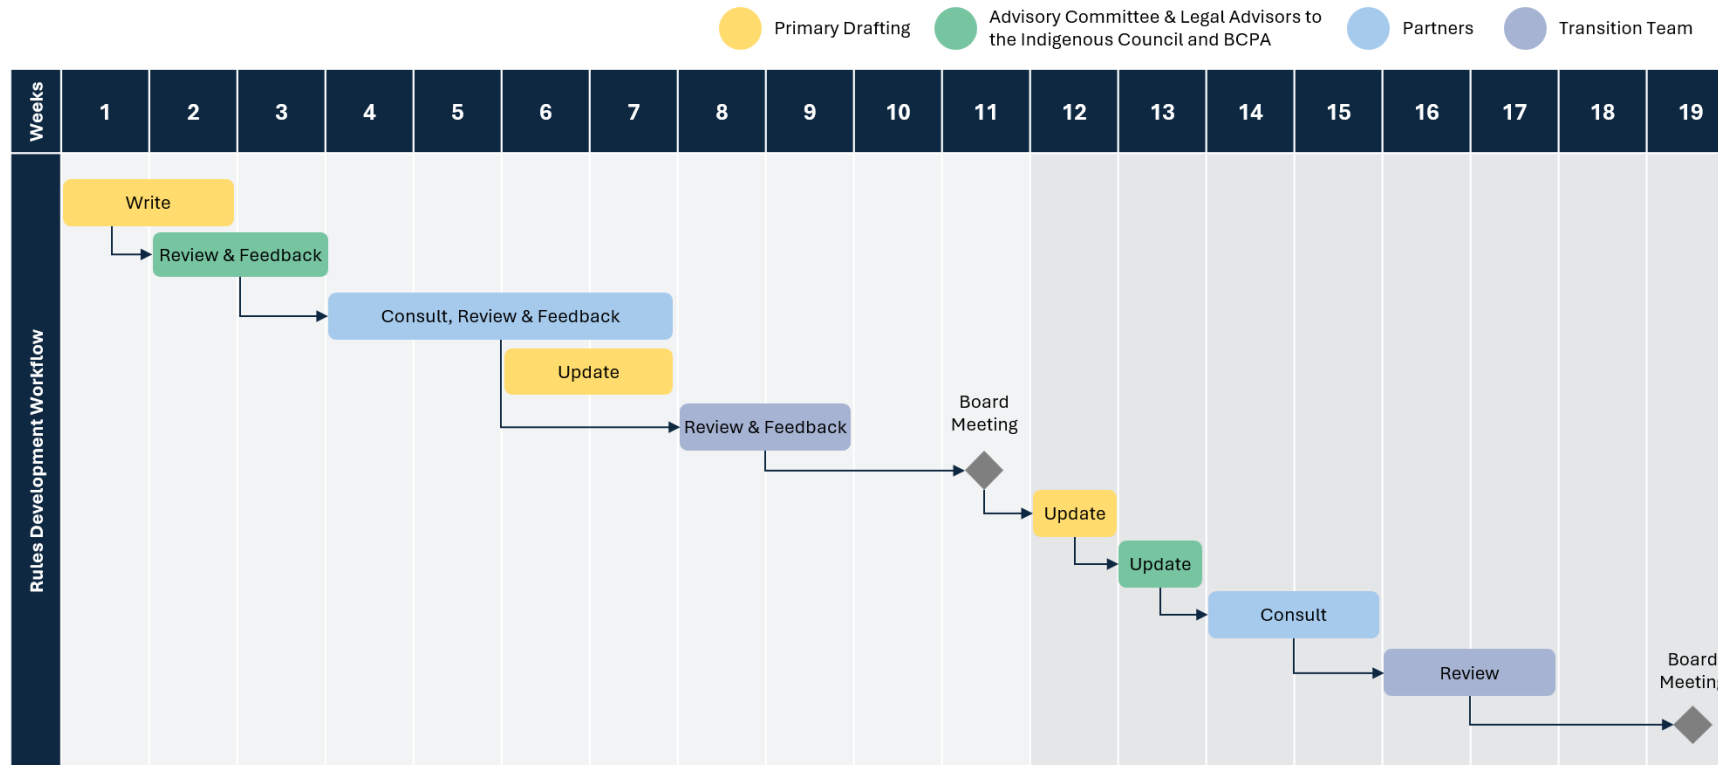 Primary Drafting
Advisory Committee & Legal Advisors to
the Indigenous Council and BCPA
Partners
Transition Team
Weeks
1 2 3 4 5 6 7 8 9 10 11 12 13 14 15 16 17 18 19
Rules Development Workflow
Write
Review & Feedback
Consult, Review & Feedback
Update
Review & Feedback
Board
Meeting
Update
Update
Consult
Review
Board
Meeting